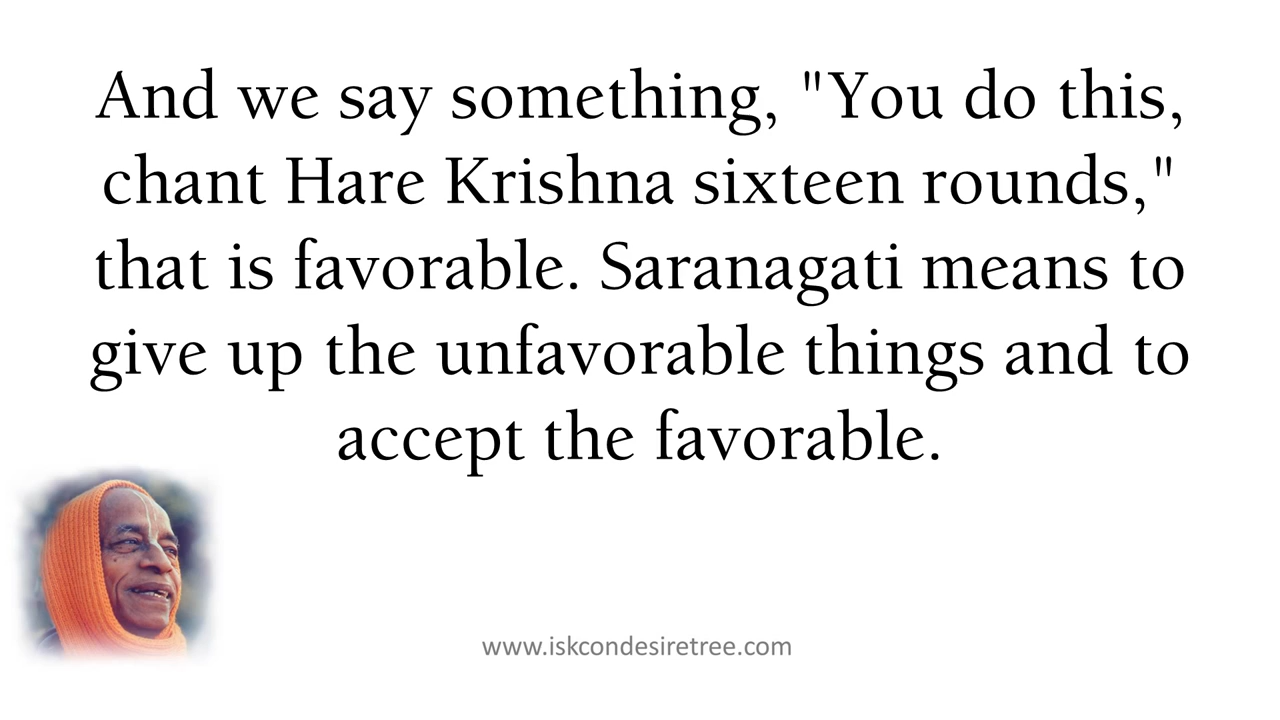 And we say something, "You do this,
chant Hare Krishna sixteen rounds,"
that is favorable. Saranagati means to
give up the unfavorable things and to
accept the favorable.
www.iskcondesiretree.com